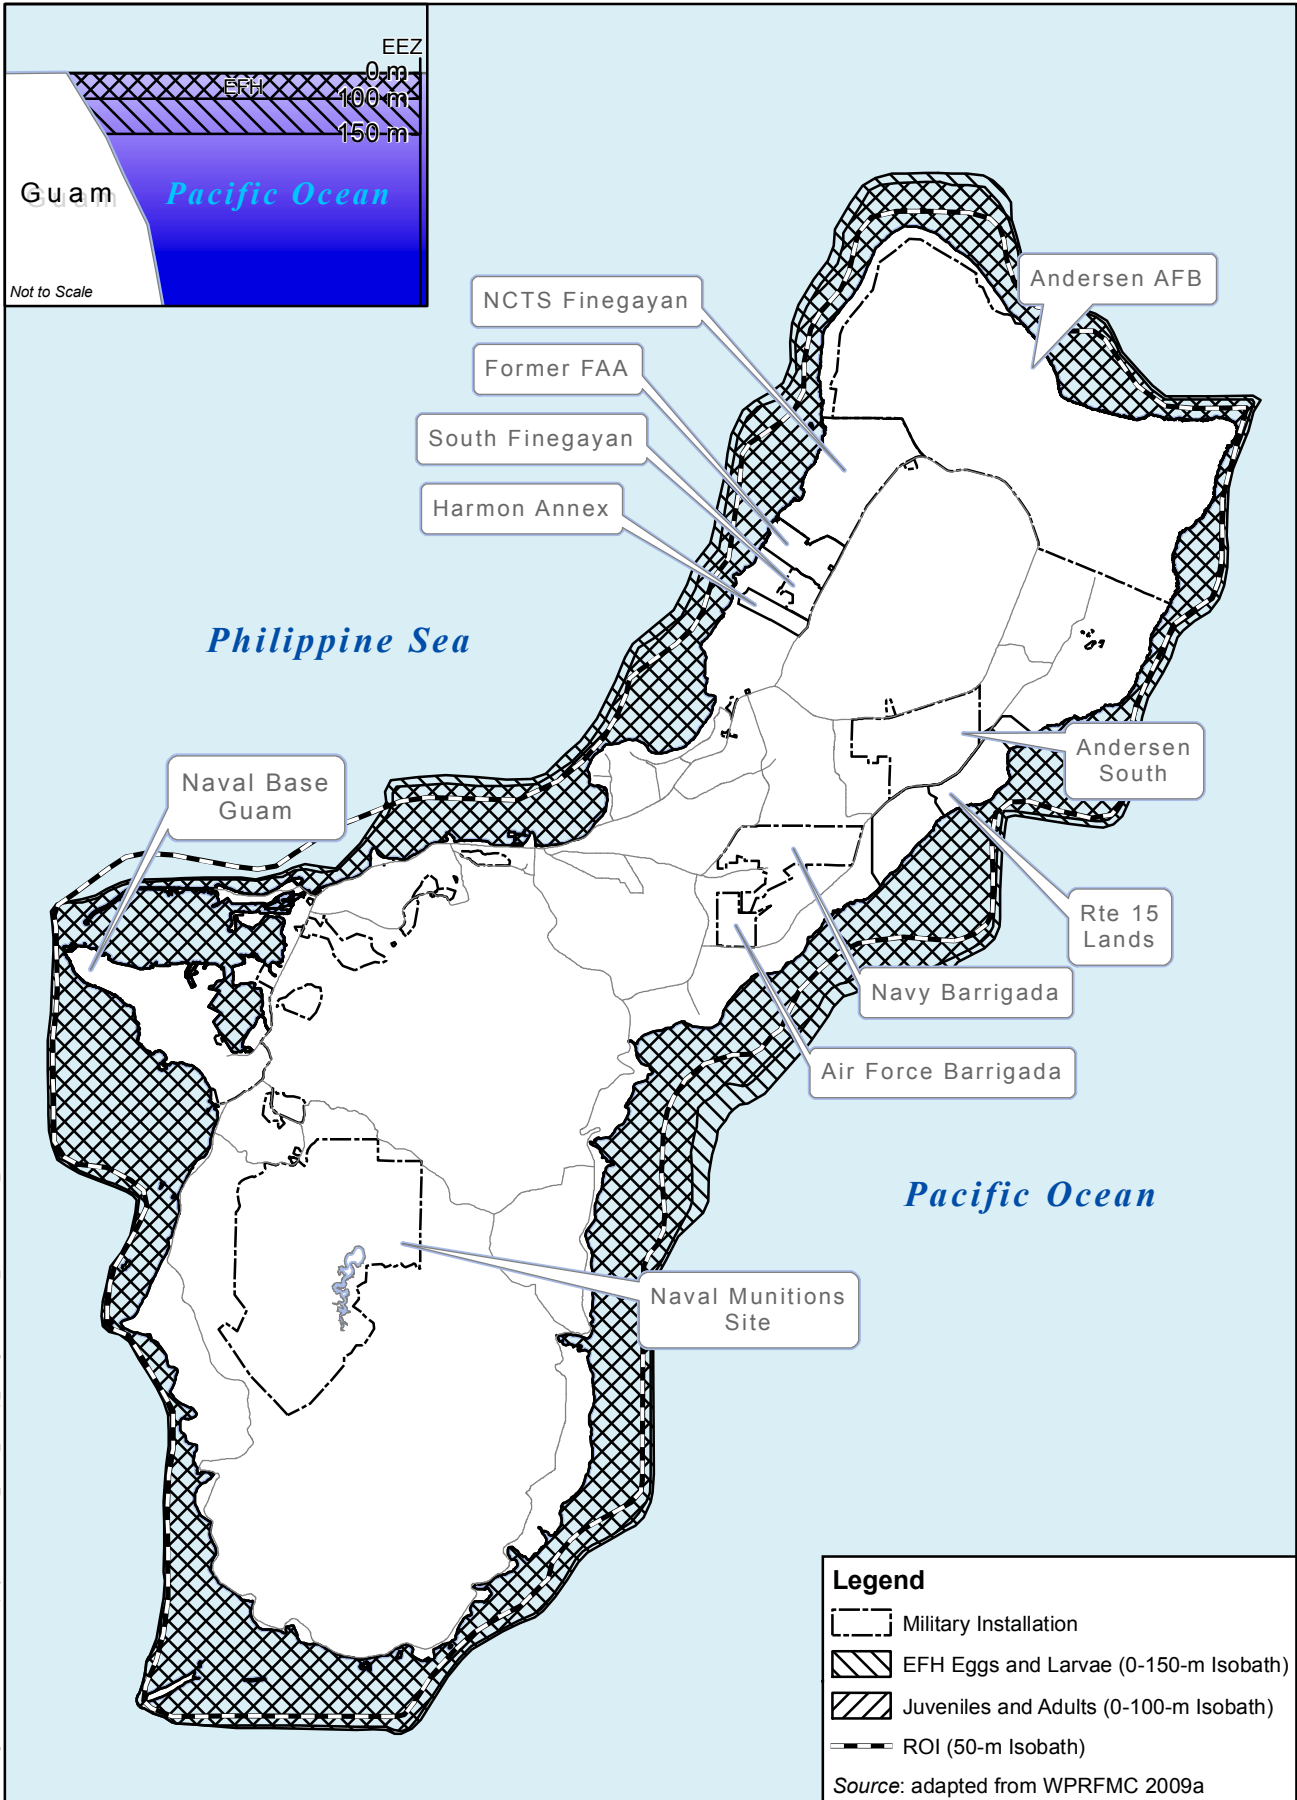 EEZ
0 m
EFH
100 m
150 m
Guam
Pacific Ocean
Not to Scale
Andersen AFB
NCTS Finegayan
Former FAA
South Finegayan
Harmon Annex
Philippine Sea
Andersen
South
Naval Base
Guam
Rte 15
Lands
Navy Barrigada
Air Force Barrigada
Pacific Ocean
Naval Munitions
Site
Legend
Military Installation
EFH Eggs and Larvae (0-150-m Isobath)
Juveniles and Adults (0-100-m Isobath)
ROI (50-m Isobath)
Source: adapted from WPRFMC 2009a